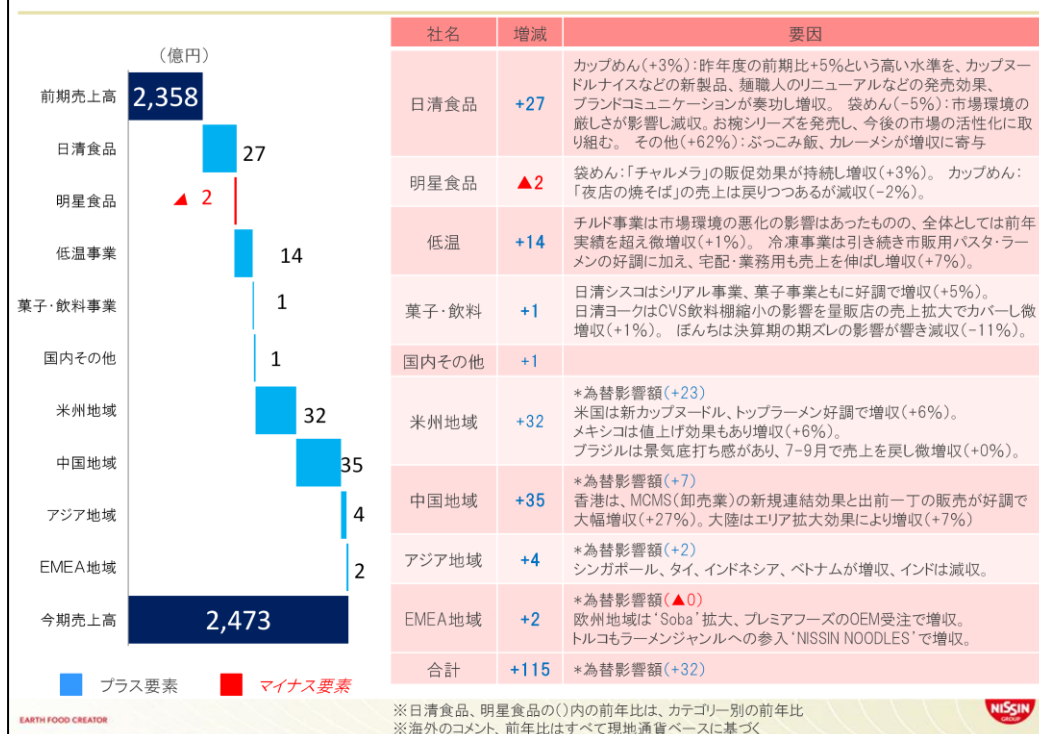 （億円）
前期売上高
2,358
日清食品
27
明星食品
▲ 2
低温事業
14
菓子・飲料事業
1
国内その他
1
米州地域
32
中国地域
35
アジア地域
4
EMEA地域
2
今期売上高
2,473
プラス要素
マイナス要素
社名 増減 要因
日清食品 +27
カップめん(+3%)：昨年度の前期比+5%という高い水準を、カップヌー
ドルナイスなどの新製品、麺職人のリニューアルなどの発売効果、
ブランドコミュニケーションが奏功し増収。 袋めん(-5%)：市場環境の
厳しさが影響し減収。お椀シリーズを発売し、今後の市場の活性化に取
り組む。 その他(+62%)：ぶっこみ飯、カレーメシが増収に寄与
明星食品 ▲2
袋めん：「チャルメラ」の販促効果が持続し増収(+3%)。 カップめん：
「夜店の焼そば」の売上は戻りつつあるが減収(-2%)。
低温 +14
チルド事業は市場環境の悪化の影響はあったものの、全体としては前年
実績を超え微増収(+1%)。 冷凍事業は引き続き市販用パスタ・ラー
メンの好調に加え、宅配・業務用も売上を伸ばし増収(+7%)。
菓子・飲料 +1
日清シスコはシリアル事業、菓子事業ともに好調で増収(+5%)。
日清ヨークはCVS飲料棚縮小の影響を量販店の売上拡大でカバーし微
増収(+1%)。 ぼんちは決算期の期ズレの影響が響き減収(-11%)。
国内その他 +1
米州地域 +32
*為替影響額(+23)
米国は新カップヌードル、トップラーメン好調で増収(+6%)。
メキシコは値上げ効果もあり増収(+6%)。
ブラジルは景気底打ち感があり、7-9月で売上を戻し微増収(+0%)。
中国地域 +35
*為替影響額(+7)
香港は、MCMS(卸売業)の新規連結効果と出前一丁の販売が好調で
大幅増収(+27%)。大陸はエリア拡大効果により増収(+7%)
アジア地域 +4
*為替影響額(+2)
シンガポール、タイ、インドネシア、ベトナムが増収、インドは減収。
EMEA地域 +2
*為替影響額(▲0)
欧州地域は‘Soba’拡大、プレミアフーズのOEM受注で増収。
トルコもラーメンジャンルへの参入‘NISSIN NOODLES’で増収。
合計 +115 *為替影響額(+32)
EARTH FOOD CREATOR
※日清食品、明星食品の()内の前年比は、カテゴリー別の前年比
※海外のコメント、前年比はすべて現地通貨ベースに基づく
NISSIN
GROUP